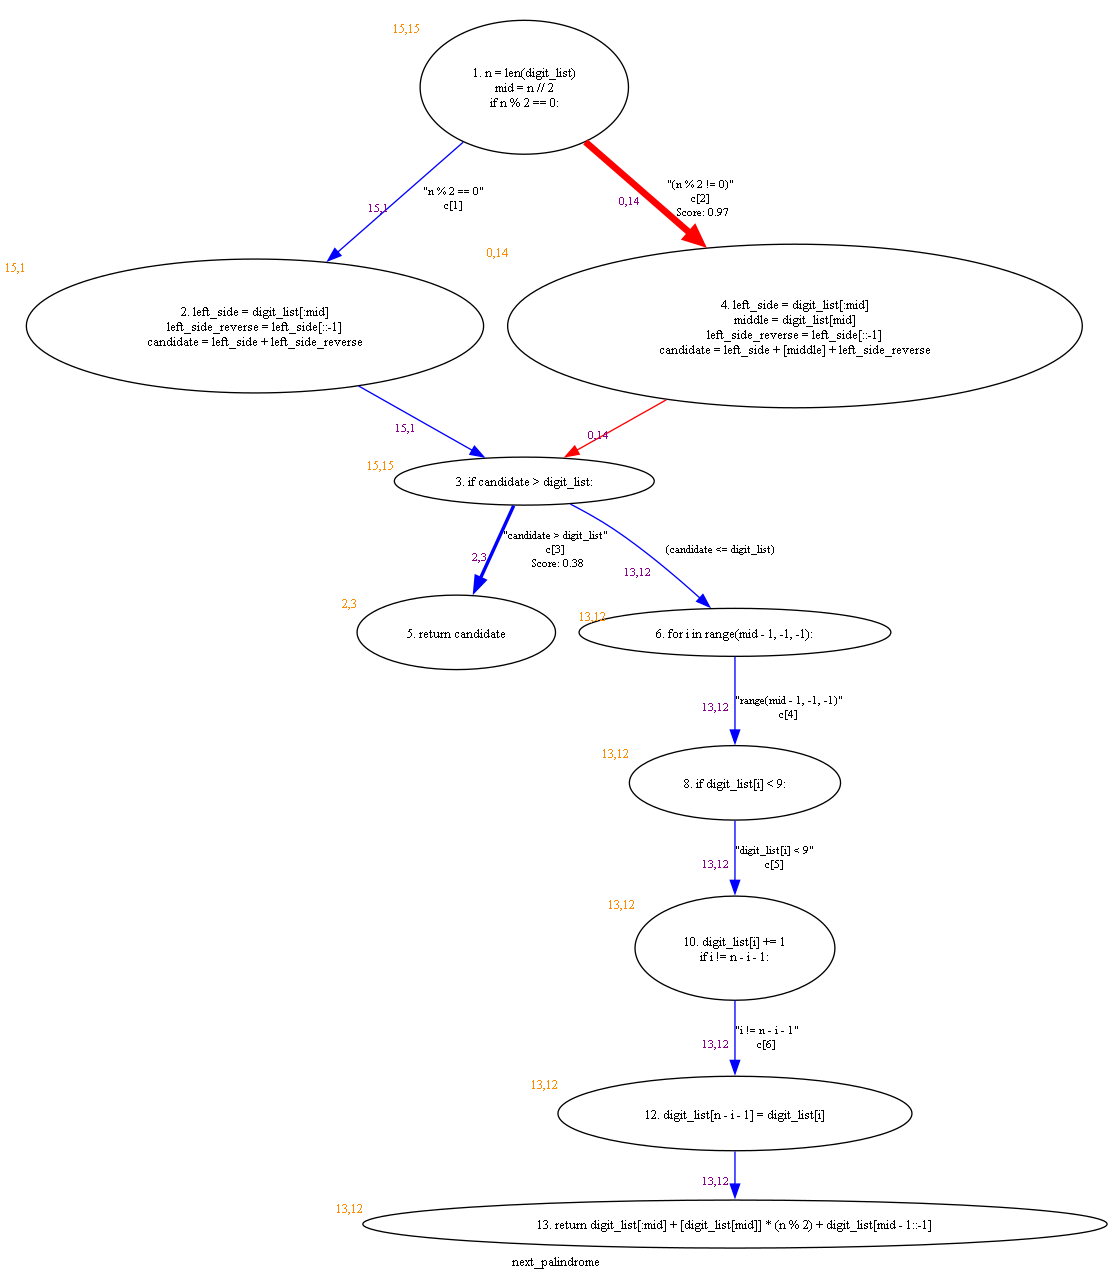 15,15
1. n = len(digit_list)
mid = n // 2
if n % 2 == 0:
"n % 2 == 0"
c[1]
15,1
"(n % 2 != 0)"
c[2]
Score: 0.97
0,14
15,1
2. left_side = digit_list[:mid]
left_side_reverse = left_side[::-1]
candidate = left_side + left_side_reverse
0,14
4. left_side = digit_list[:mid]
middle = digit_list[mid]
left_side_reverse = left_side[::-1]
candidate = left_side + [middle] + left_side_reverse
15,1
0,14
15,15
3. if candidate > digit_list:
"candidate > digit_list"
c[3]
Score: 0.38
2,3
(candidate <= digit_list)
13,12
2,3
5. return candidate
13,12
6. for i in range(mid - 1, -1, -1):
"range(mid - 1, -1, -1)"
c[4]
13,12
13,12
8. if digit_list[i] < 9:
"digit_list[i] < 9"
c[5]
13,12
13,12
10. digit_list[i] += 1
if i != n - i - 1:
"i != n - i - 1"
c[6]
13,12
13,12
12. digit_list[n - i - 1] = digit_list[i]
13,12
13,12
13. return digit_list[:mid] + [digit_list[mid]] * (n % 2) + digit_list[mid - 1::-1]
next_palindrome